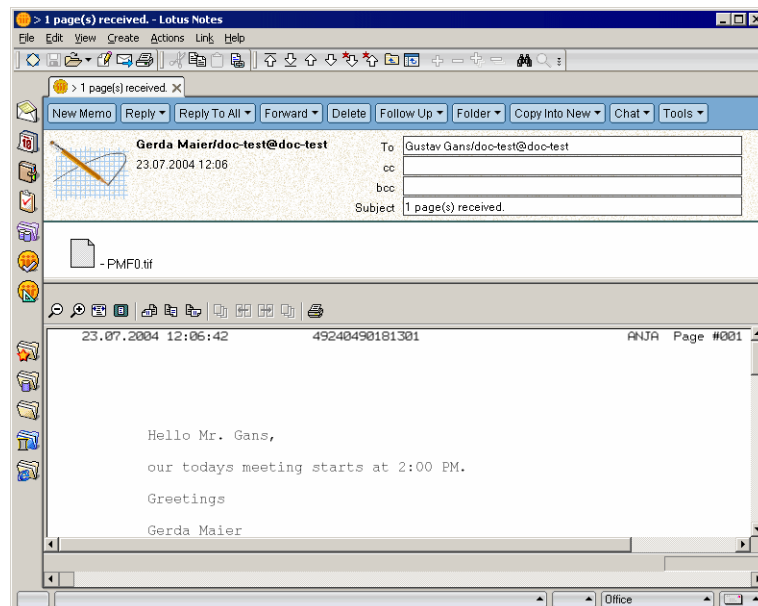 > 1 page(s) received. - Lotus Notes
File Edit View Create Actions Link Help
> 1 page(s) received.
New Memo Reply Reply To All Forward Delete Follow Up Folder Copy Into New Chat Tools
Gerda Maier/doc-test@doc-test
23.07.2004 12:06
To Gustav Gans/doc-test@doc-test
cc
bcc
Subject 1 page(s) received.
- PMF0.tif
23.07.2004 12:06:42 49240490181301 ANJA Page #001
Hello Mr. Gans,
our todays meeting starts at 2:00 PM.
Greetings
Gerda Maier
Office